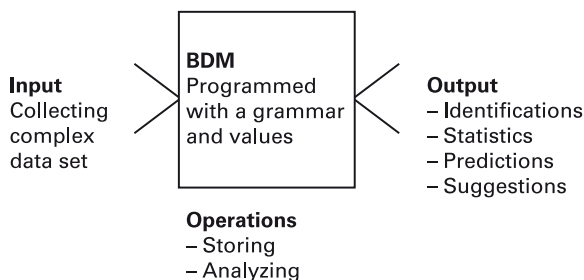 Input
Collecting
complex
data set
BDM
Programmed
with a grammar
and values
Output
– Identifications
– Statistics
– Predictions
– Suggestions
Operations
– Storing
– Analyzing